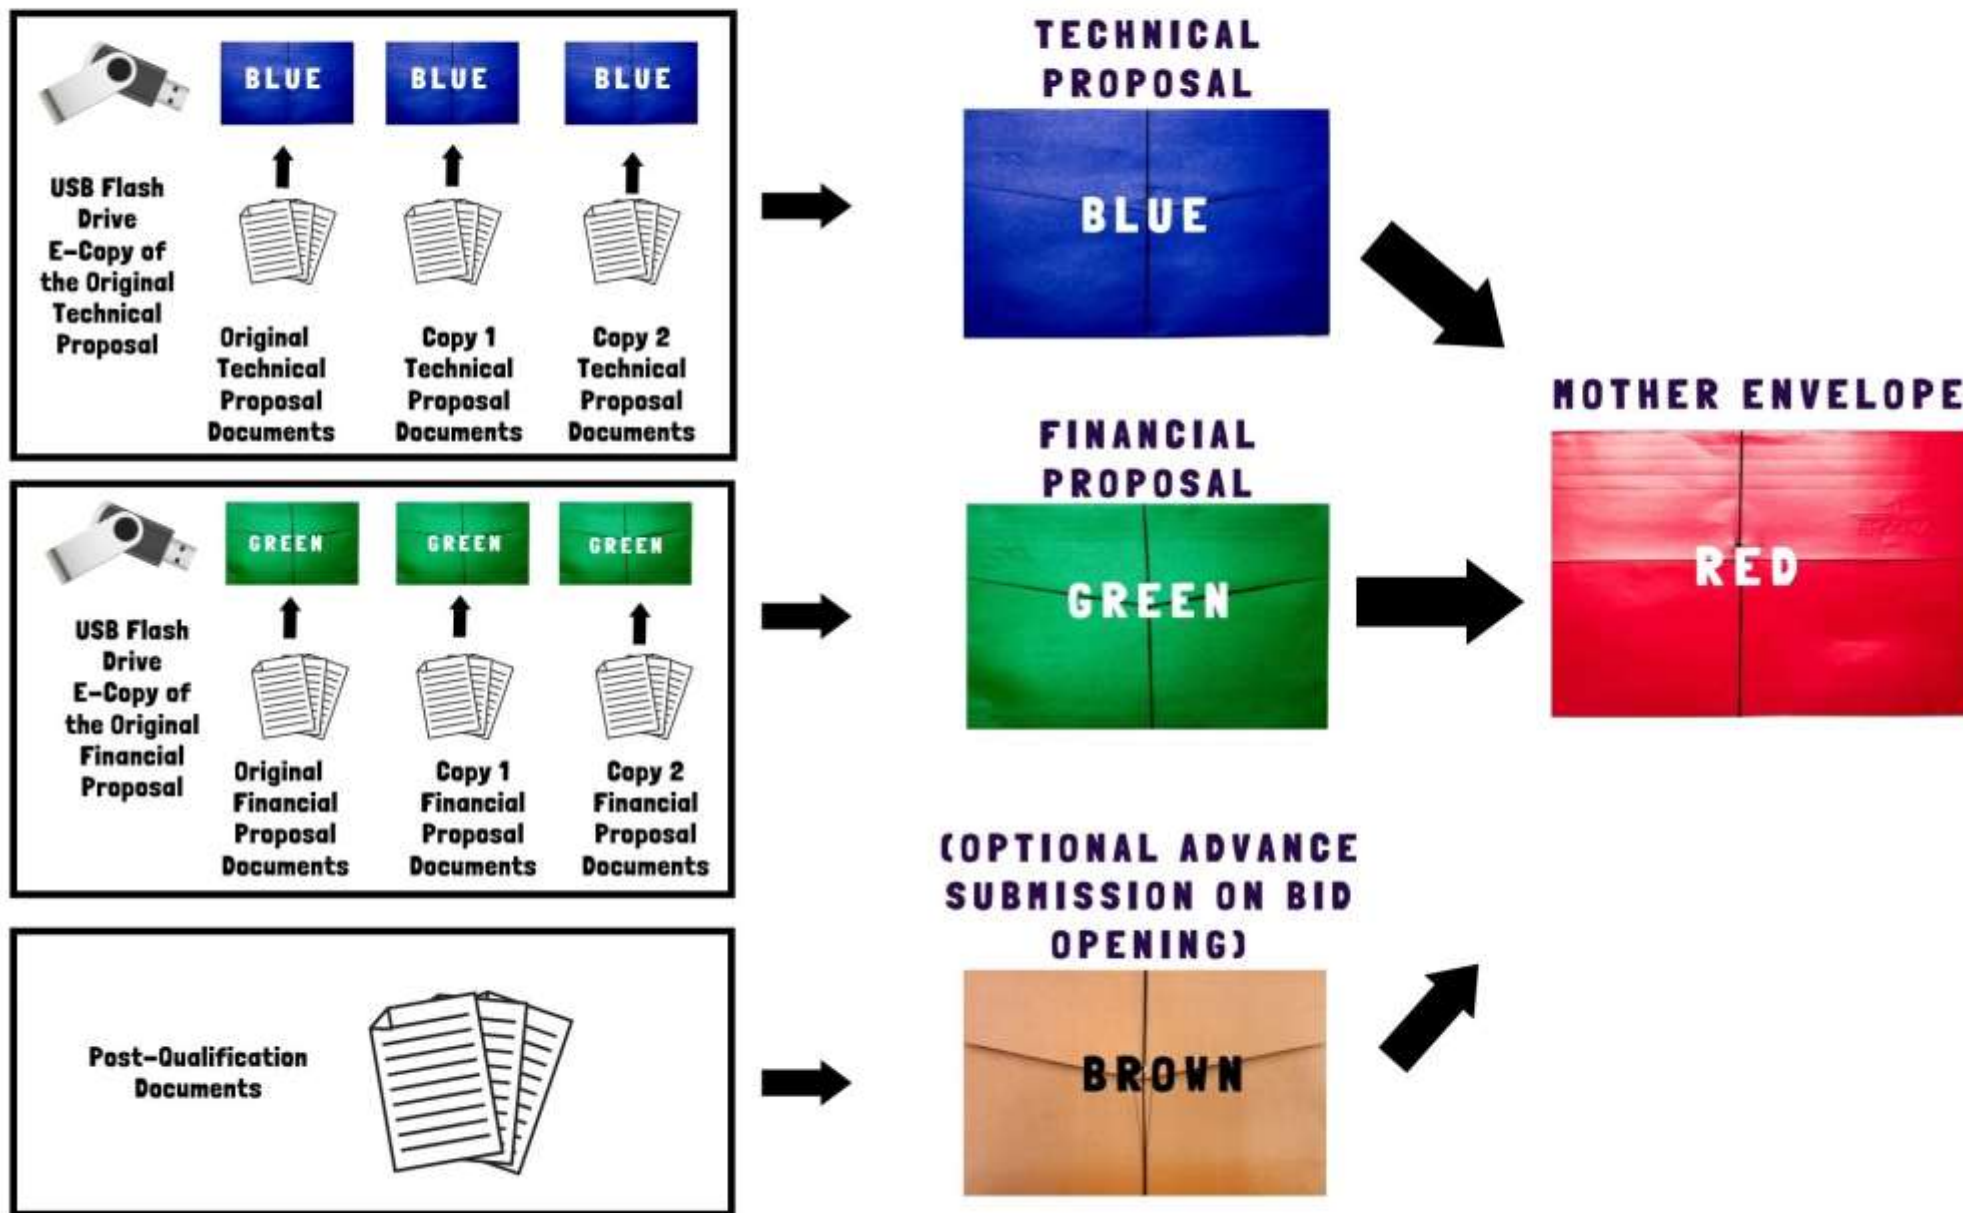 BLUE
BLUE
BLUE
USB Flash
Drive
E-Copy of
the Original
Technical
Proposal
Original
Technical
Proposal
Documents
Copy 1
Technical
Proposal
Documents
Copy 2
Technical
Proposal
Documents
TECHNICAL
PROPOSAL
BLUE
GREEN
GREEN
GREEN
USB Flash
Drive
E-Copy of
the Original
Financial
Proposal
Original
Financial
Proposal
Documents
Copy 1
Financial
Proposal
Documents
Copy 2
Financial
Proposal
Documents
FINANCIAL
PROPOSAL
GREEN
MOTHER ENVELOPE
RED
Post-Qualification
Documents
(OPTIONAL ADVANCE
SUBMISSION ON BID
OPENING)
BROWN